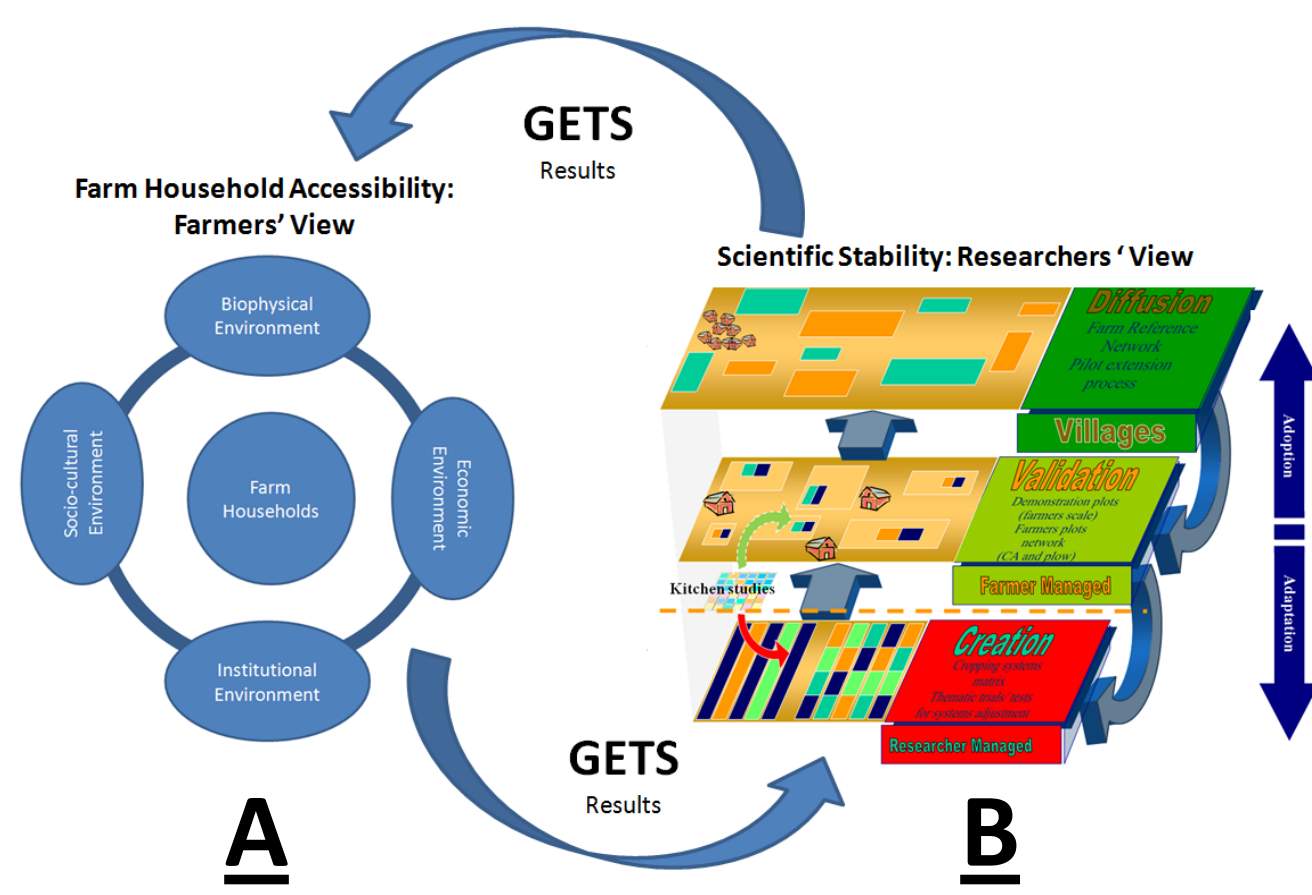 GETS
Results
Farm Household Accessibility:
Farmers’ View
Biophysical
Environment
Socio-cultural
Environment
Farm
Households
Economic
Environment
Institutional
Environment
GETS
Results
A
Scientific Stability: Researchers ‘ View
Diffusion
Farm Reference
Network
Pilot extension
process
Villages
Validation
Demonstration plots
(farmers scale)
Farmers plots
network
(CA and plow)
Farmer Managed
Kitchen studies
Creation
Cropping systems
matrix
Thematic trials/ tests
for systems adjustment
Researcher Managed
Adoption
Adaptation
B